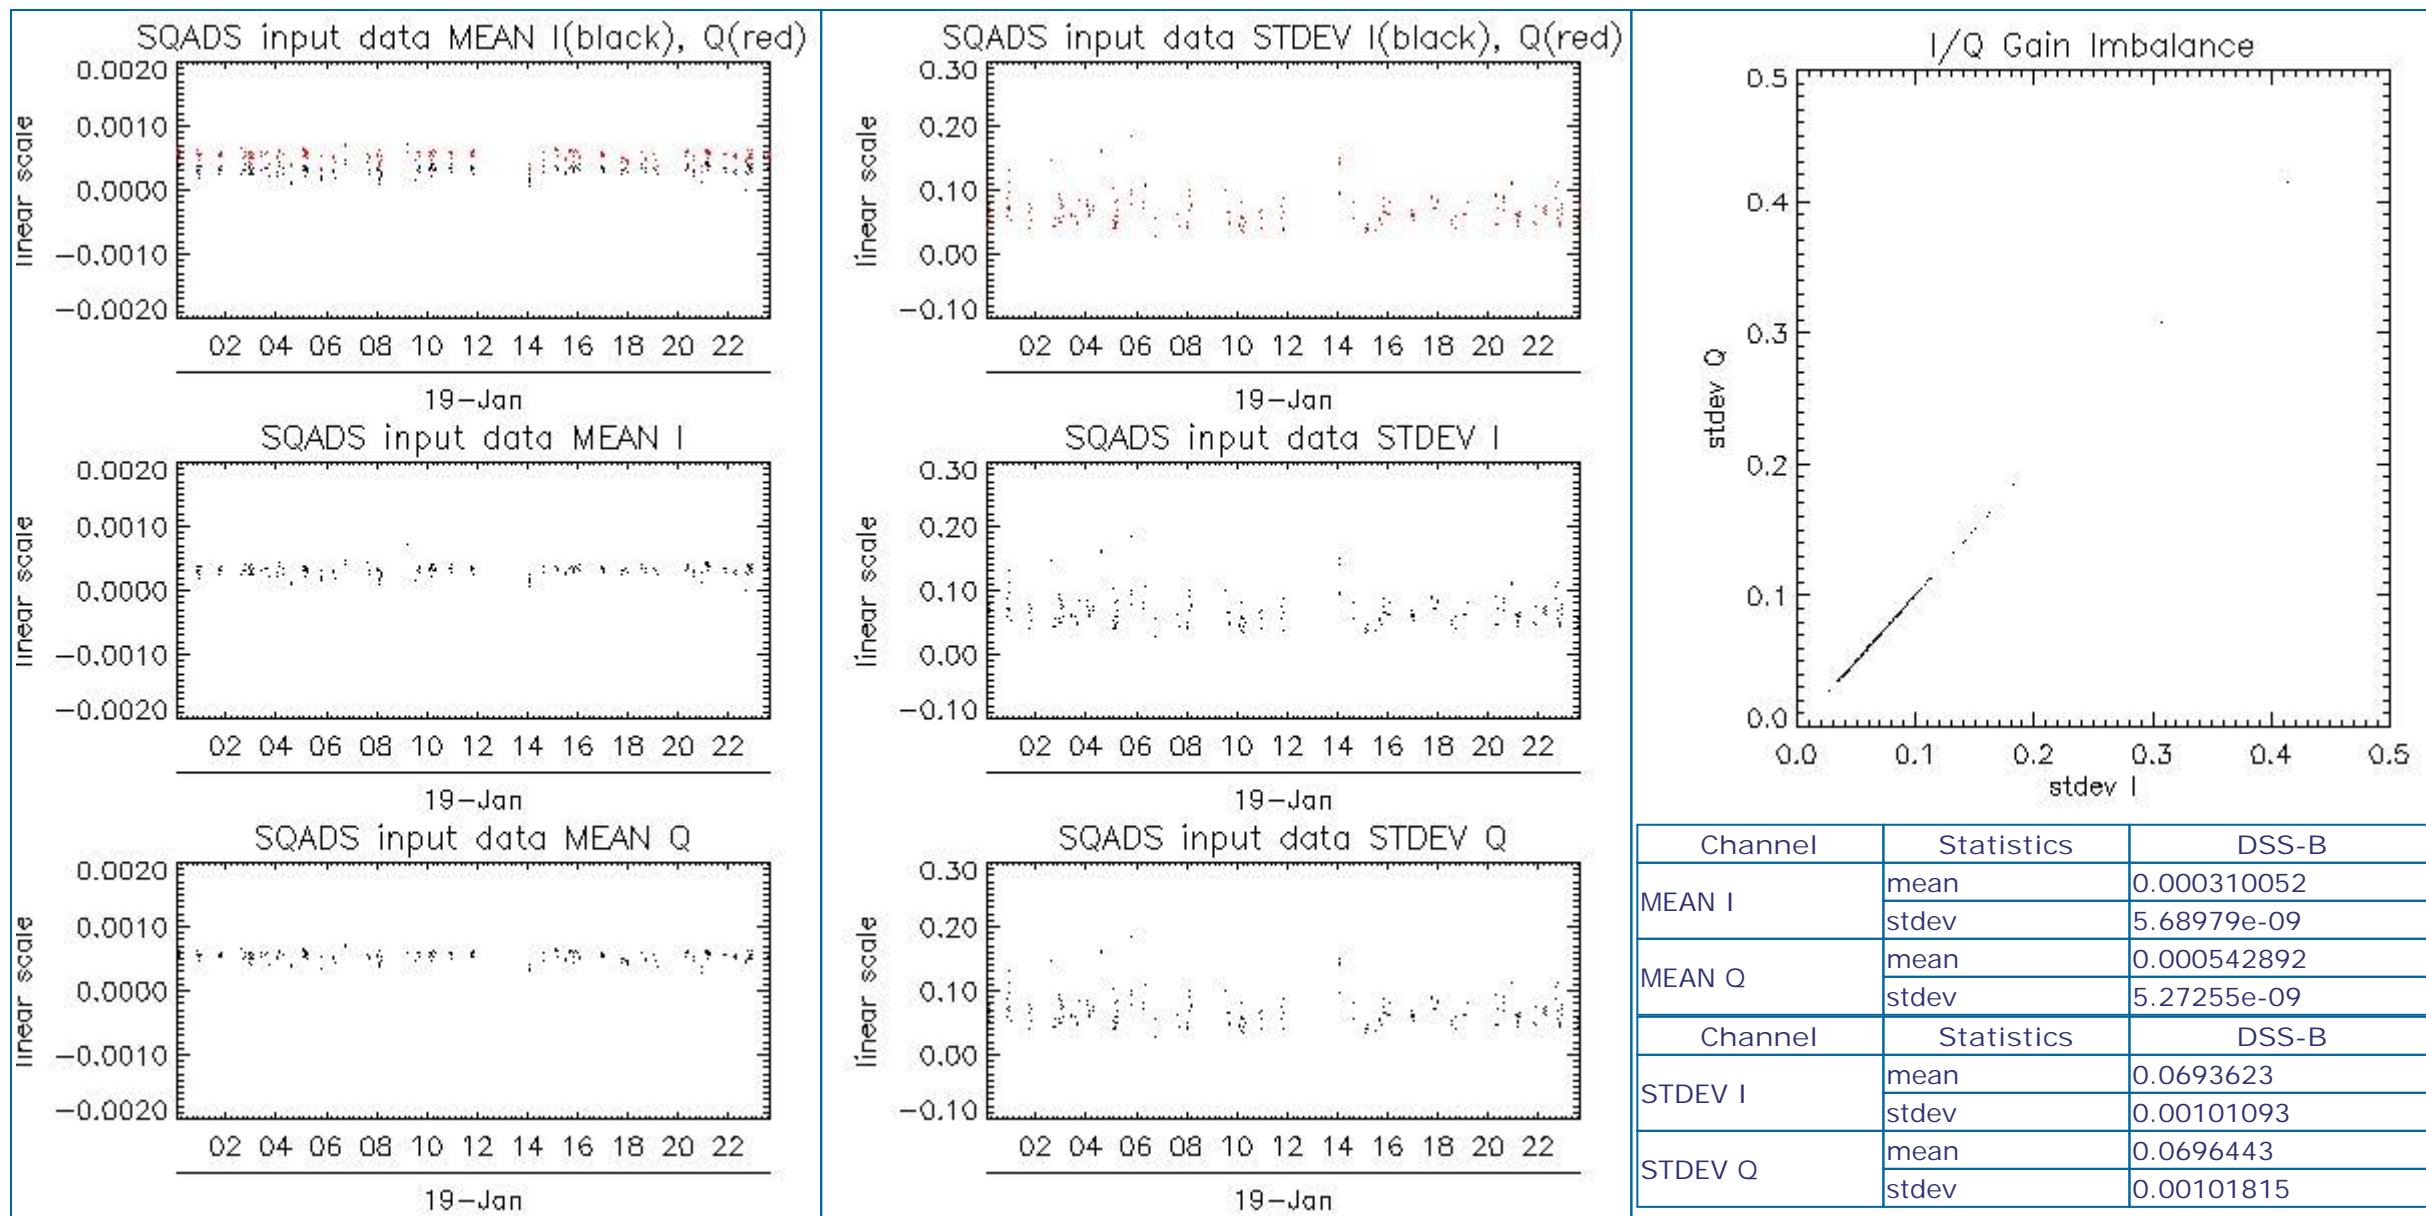 SQADS input data MEAN I(black), Q(red)
linear scale
0.0020
0.0010
0.0000
-0.0010
-0.0020
02 04 06 08 10 12 14 16 18 20 22
19-Jan
SQADS input data MEAN I
linear scale
0.0020
0.0010
0.0000
-0.0010
-0.0020
02 04 06 08 10 12 14 16 18 20 22
19-Jan
SQADS input data MEAN Q
linear scale
0.0020
0.0010
0.0000
-0.0010
-0.0020
02 04 06 08 10 12 14 16 18 20 22
19-Jan
SQADS input data STDEV I(black), Q(red)
linear scale
0.30
0.20
0.10
0.00
-0.10
02 04 06 08 10 12 14 16 18 20 22
19-Jan
SQADS input data STDEV I
linear scale
0.30
0.20
0.10
0.00
-0.10
02 04 06 08 10 12 14 16 18 20 22
19-Jan
SQADS input data STDEV Q
linear scale
0.30
0.20
0.10
0.00
-0.10
02 04 06 08 10 12 14 16 18 20 22
19-Jan
I/Q Gain Imbalance
stdev Q
0.5
0.4
0.3
0.2
0.1
0.0
0.0 0.1 0.2 0.3 0.4 0.5
stdev I
Channel Statistics DSS-B
MEAN I mean 0.000310052
stdev 5.68979e-09
MEAN Q mean 0.000542892
stdev 5.27255e-09
Channel Statistics DSS-B
STDEV I mean 0.0693623
stdev 0.00101093
STDEV Q mean 0.0696443
stdev 0.00101815